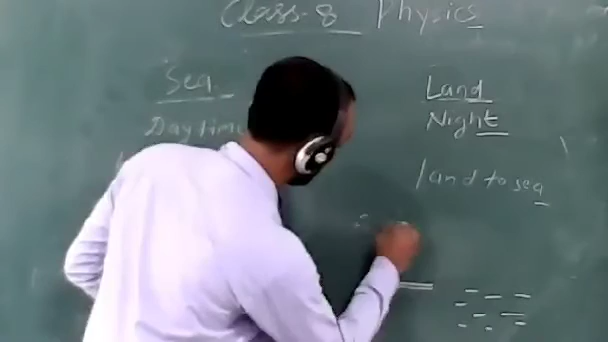 Class-8 Physics
Sea
Land
Daytime
Night
land to sea